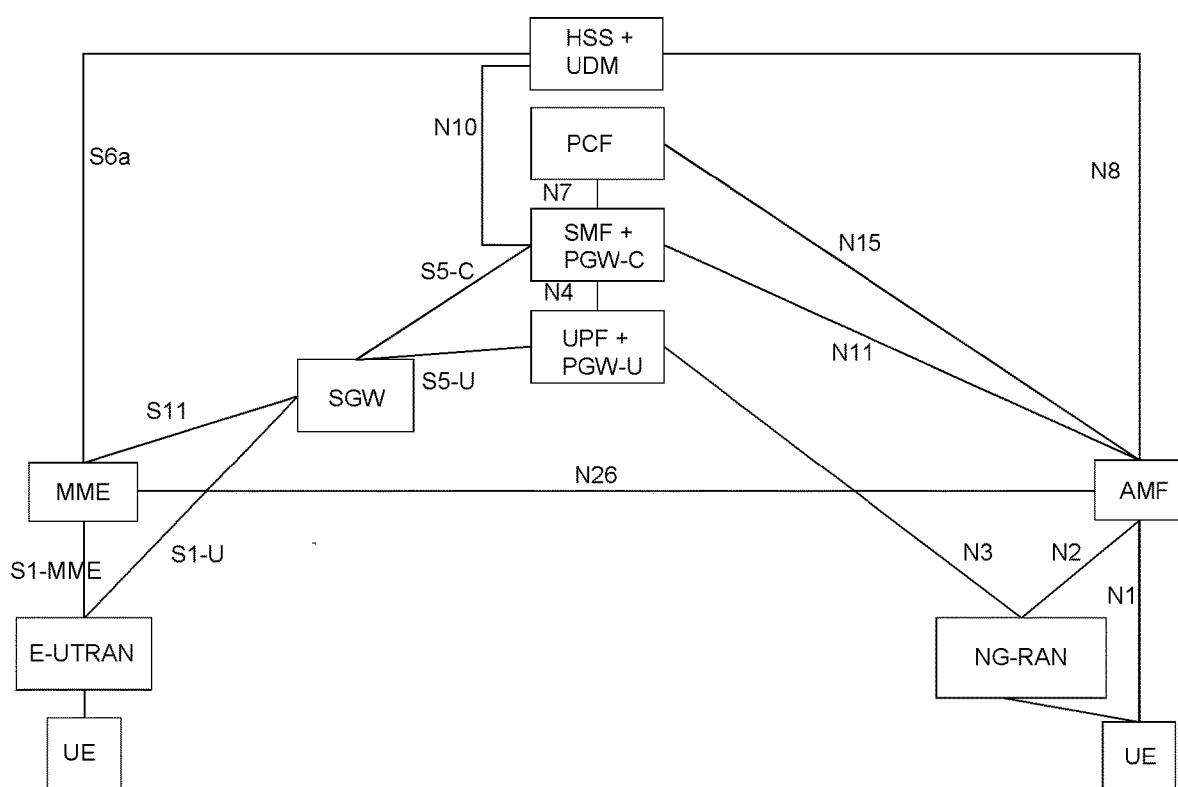 HSS +
UDM
N10
PCF
S6a
N8
N7
SMF +
PGW-C
N15
S5-C
N4
UPF +
PGW-U
N11
S5-U
SGW
S11
N26
MME
AMF
S1-U
N3
N2
S1-MME
N1
E-UTRAN
NG-RAN
UE
UE